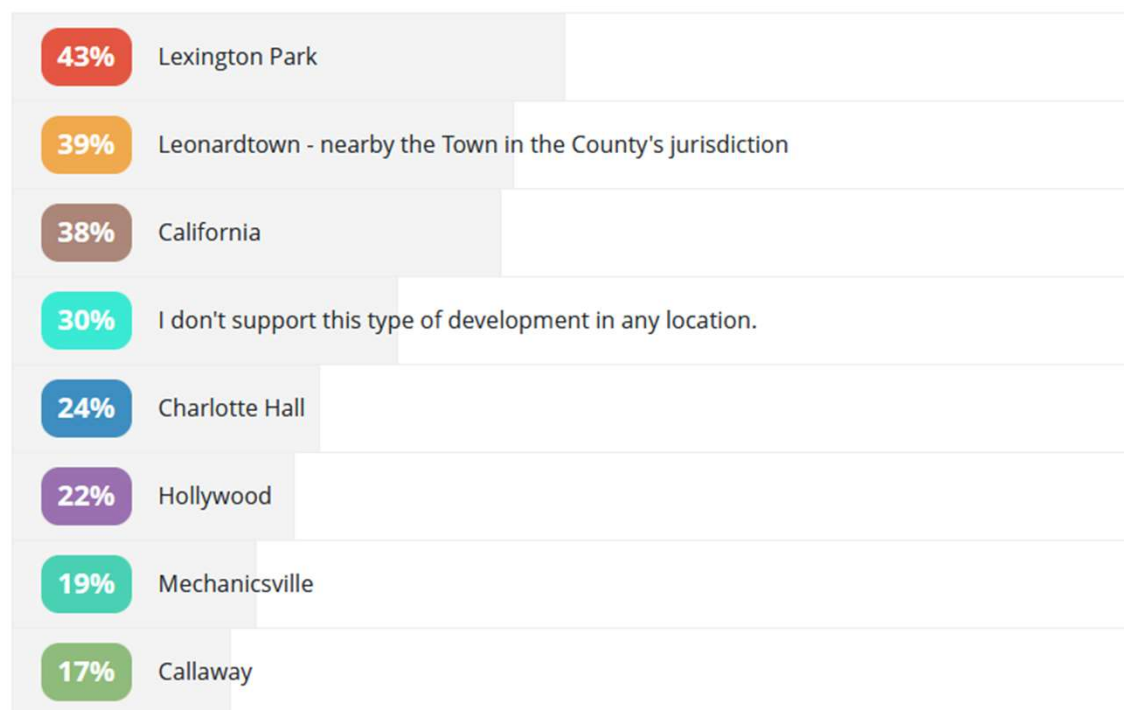 43% Lexington Park
39% Leonardtown - nearby the Town in the County's jurisdiction
38% California
30% I don't support this type of development in any location.
24% Charlotte Hall
22% Hollywood
19% Mechanicsville
17% Callaway